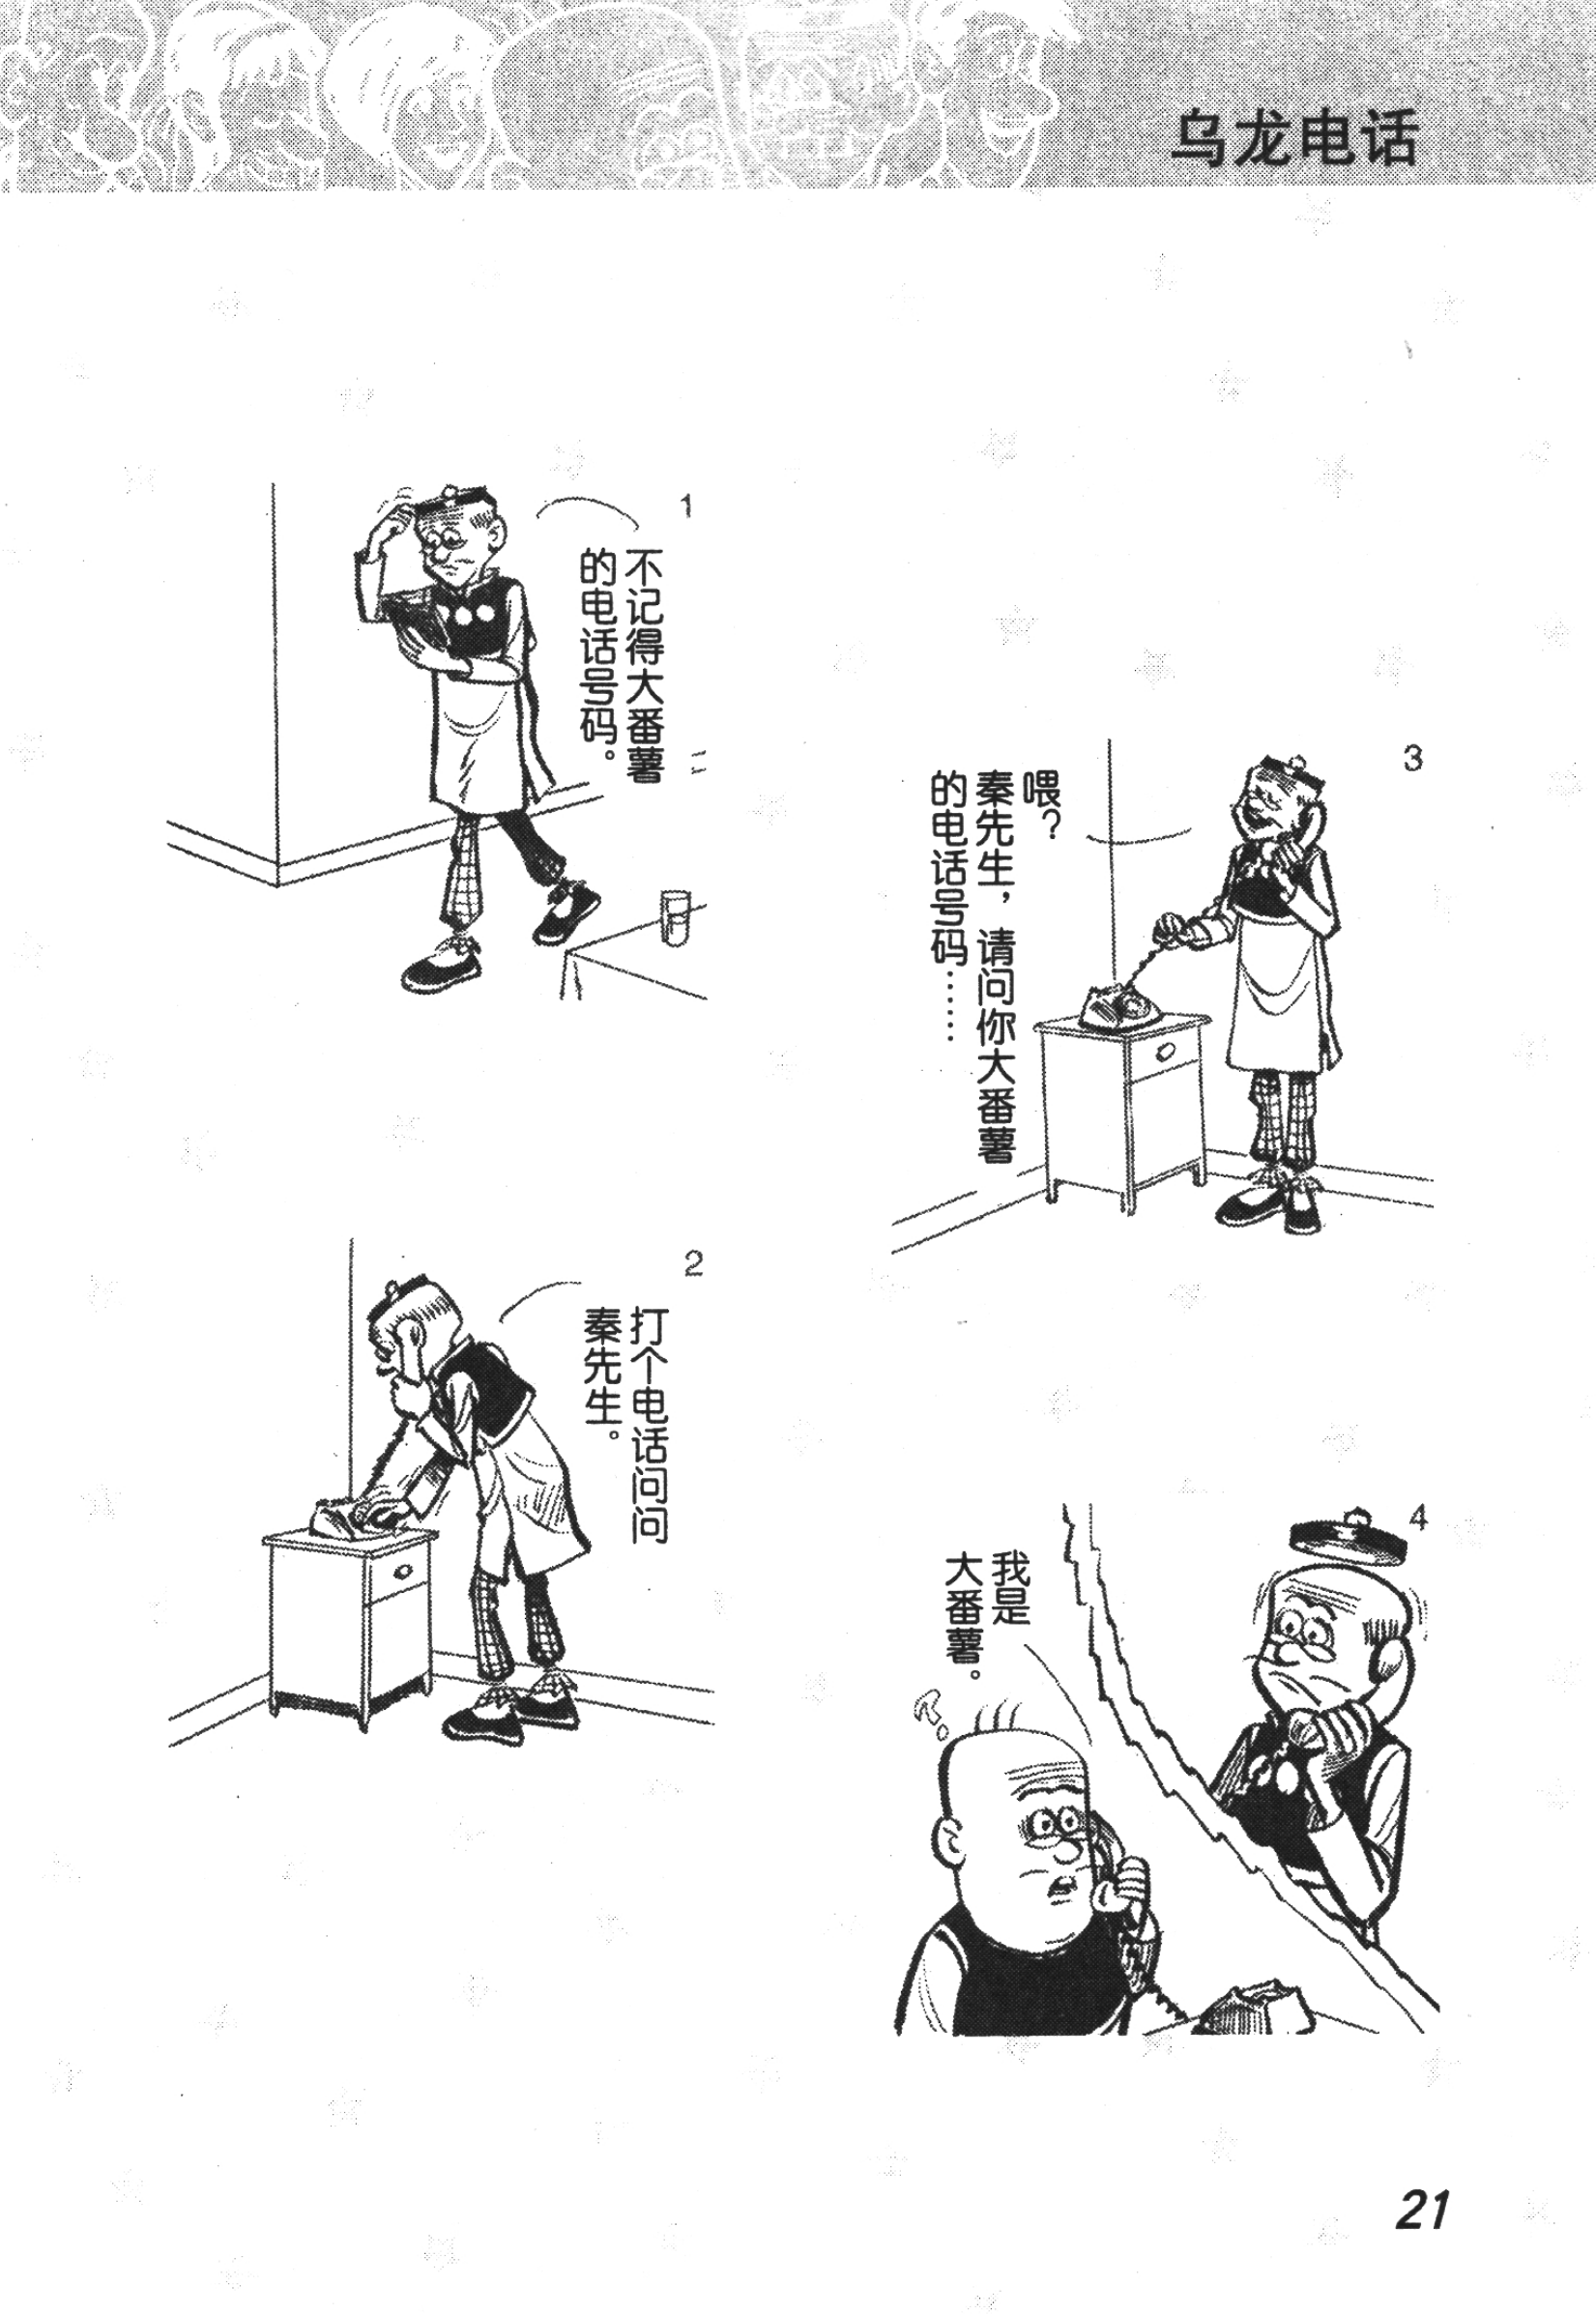 乌龙电话
1
不记得大番薯
的电话号码。
2
打个电话问问
秦先生。
3
喂？
秦先生，请问你大番薯
的电话号码……
4
我是
大番薯。
?
21